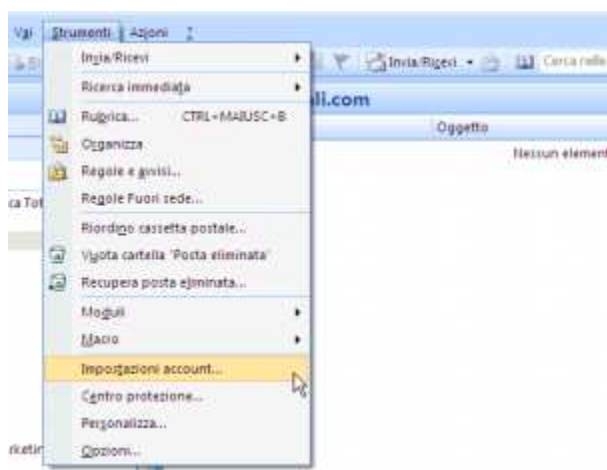 Vai Strumenti Azioni ?
Invia/Ricevi
Invia/Ricevi Cerca nelle
Ricerca immediata
li.com
Rubrica... CTRL+MAIUSC+B
Oggetto
Organizza
Nessun element
Regole e avvisi...
ca Tot
Regole Fuori sede...
Riordino cassetta postale...
Vuota cartella "Posta eliminata"
Recupera posta eliminata...
Moduli
Macro
Impostazioni account...
Centro protezione...
Personalizza...
rketin
Opzioni...